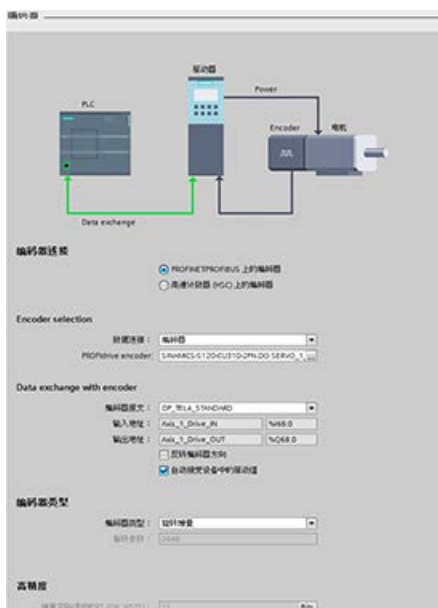 编码器
驱动器
Power
PLC
Encoder 电机
Data exchange
编码器连接
PROFINET/PROFIBUS 上的编码器
高速计数器 (HSC) 上的编码器
Encoder selection
数据连接： 编码器
PROFIdrive encoder:
Data exchange with encoder
编码器报文：
输入地址： Axis_1_Drive_IN %I68.0
输出地址： Axis_1_Drive_OUT %Q68.0
反转编码器方向
自动接受设备中的驱动值
编码器类型
编码器类型： 旋转增量
2048
高精度